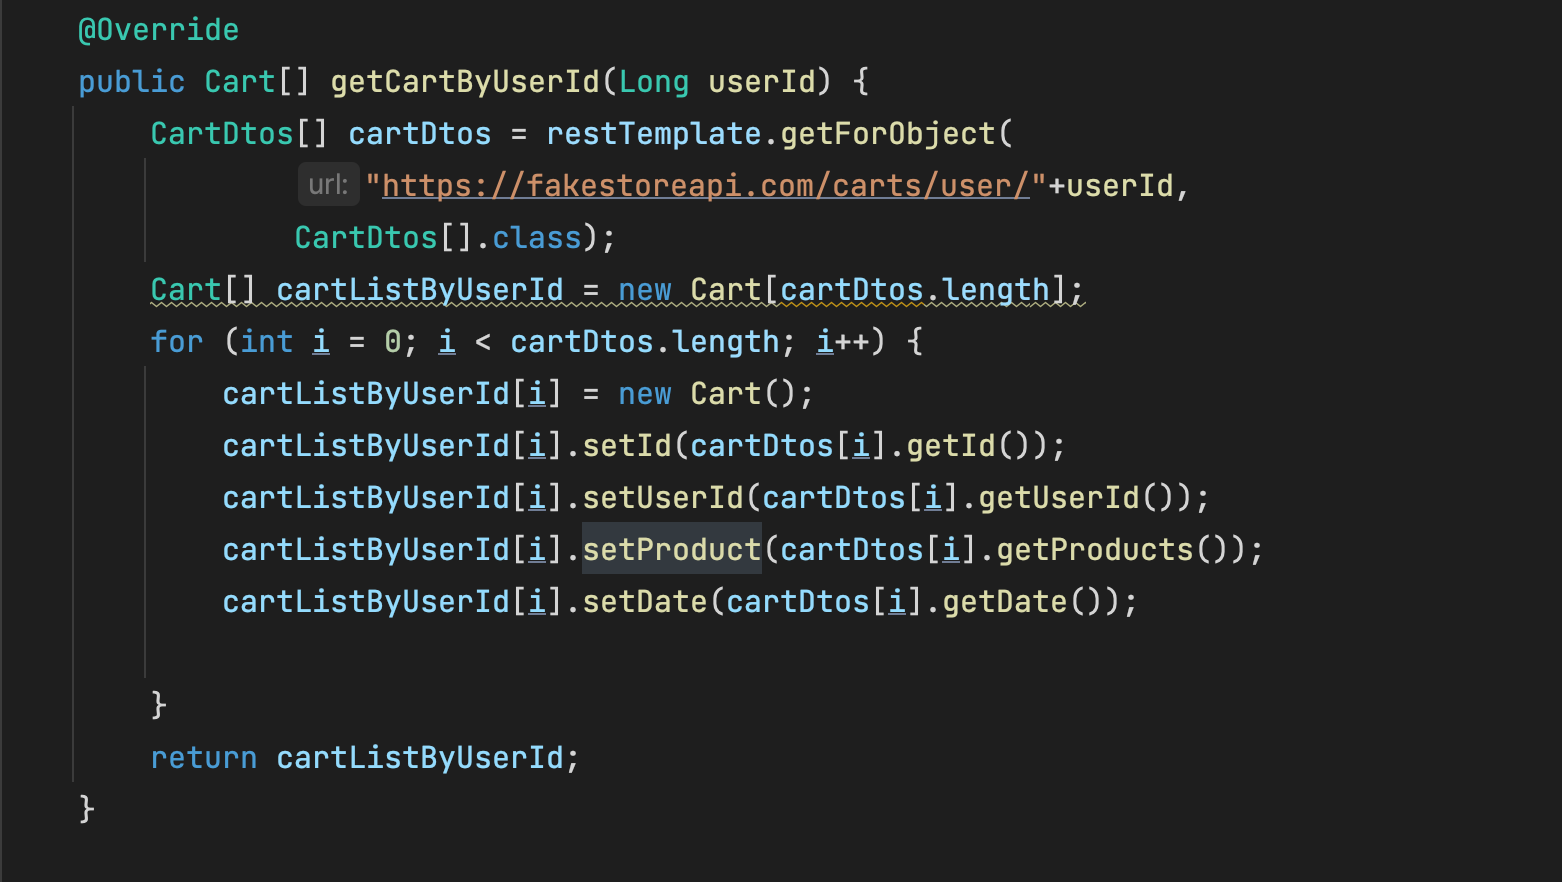 @Override
public Cart[] getCartByUserId(Long userId) {
CartDtos[] cartDtos = restTemplate.getForObject(
url: "https://fakestoreapi.com/carts/user/"+userId,
CartDtos[].class);
Cart[] cartListByUserId = new Cart[cartDtos.length];
for (int i = 0; i < cartDtos.length; i++) {
cartListByUserId[i] = new Cart();
cartListByUserId[i].setId(cartDtos[i].getId());
cartListByUserId[i].setUserId(cartDtos[i].getUserId());
cartListByUserId[i].setProduct(cartDtos[i].getProducts());
cartListByUserId[i].setDate(cartDtos[i].getDate());
}
return cartListByUserId;
}